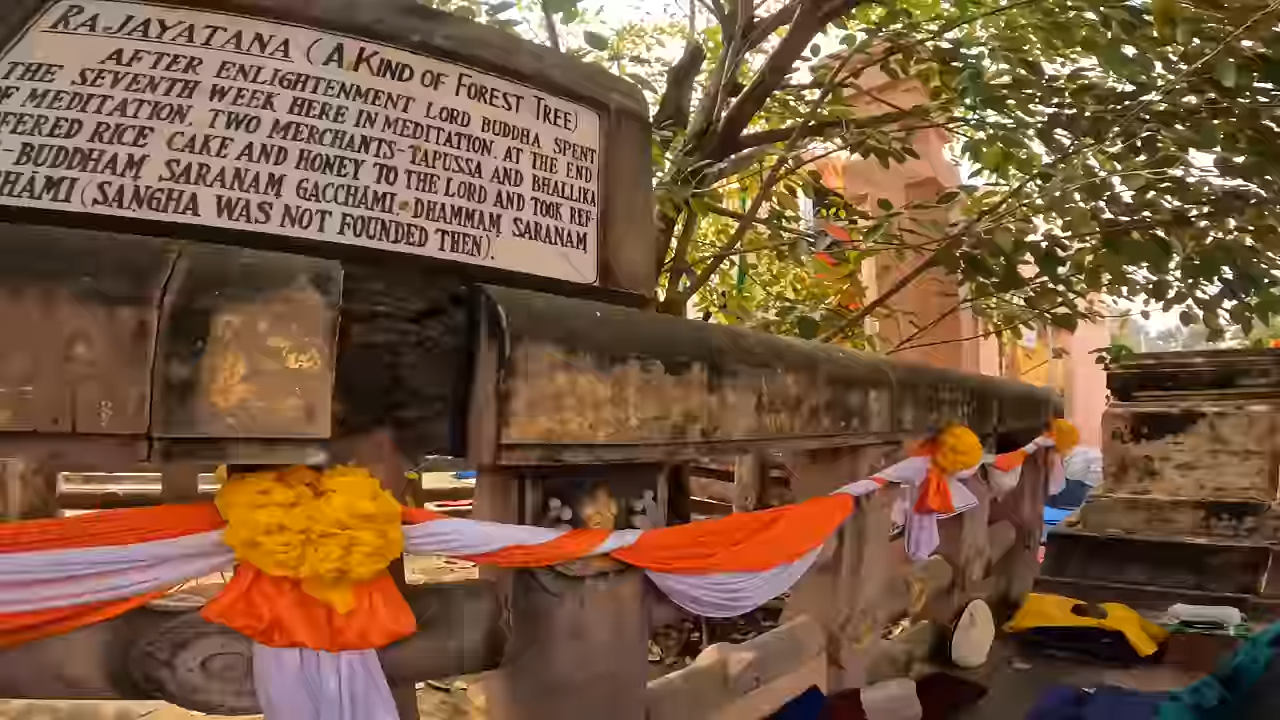 RAJAYATANA (A KIND OF FOREST TREE)
AFTER ENLIGHTENMENT LORD BUDDHA SPENT
THE SEVENTH WEEK HERE IN MEDITATION. AT THE END
OF MEDITATION, TWO MERCHANTS-TAPUSSA AND BHALLIKA
FERED RICE CAKE AND HONEY TO THE LORD AND TOOK REF-
-BUDDHAM SARANAM GACCHAMI. DHAMMAM SARANAM
CHAMI (SANGHA WAS NOT FOUNDED THEN).